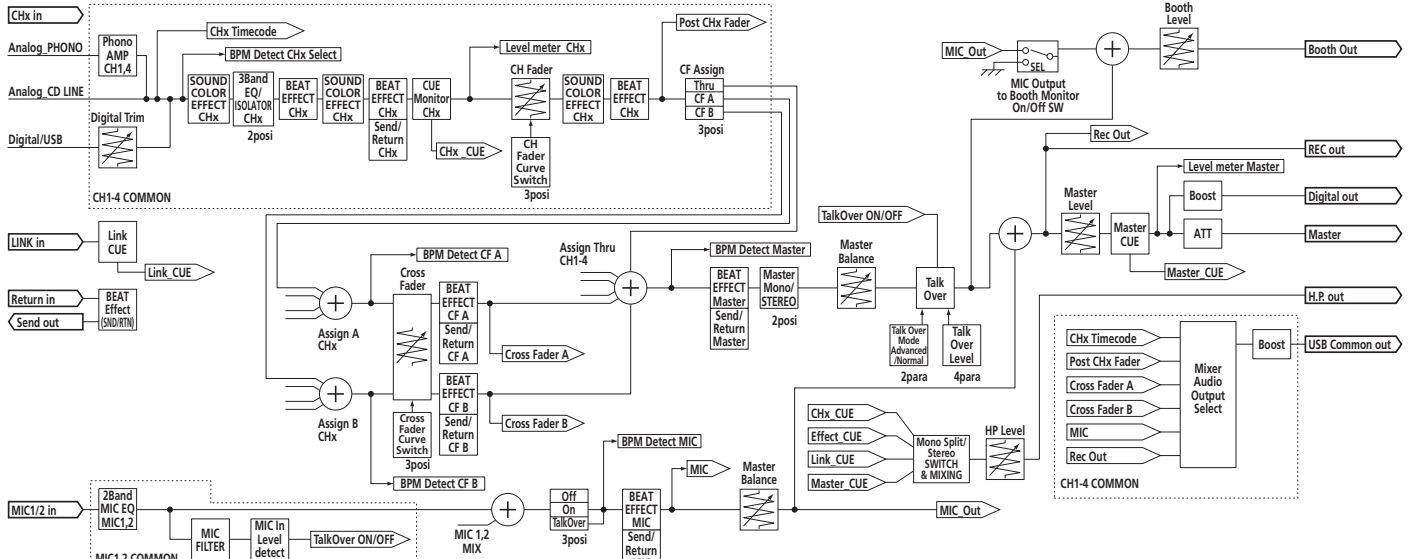 CHx in
Analog_PHONO
Phono
AMP
CH1,4
CHx Timecode
BPM Detect CHx Select
Analog_CD LINE
Digital/USB
Digital Trim
SOUND
COLOR
EFFECT
CHx
3Band
EQ/
ISOLATOR
CHx
2posi
BEAT
EFFECT
CHx
SOUND
COLOR
EFFECT
CHx
BEAT
EFFECT
CHx
Send/
Return
CHx
CUE
Monitor
CHx
CHx _CUE
Level meter CHx
CH Fader
CH
Fader
Curve
Switch
3posi
SOUND
COLOR
EFFECT
CHx
BEAT
EFFECT
CHx
Post CHx Fader
CF Assign
Thru
CF A
CF B
3posi
CH1-4 COMMON
MIC_Out
SEL
MIC Output
to Booth Monitor
On/Off SW
Booth
Level
Booth Out
Rec Out
REC out
Level meter Master
Master
Level
Master
CUE
Boost
Digital out
ATT
Master
Master_CUE
H.P. out
LINK in
Link
CUE
Link_CUE
Return in
Send out
BEAT
Effect
(SND/RTN)
BPM Detect CF A
Cross
Fader
Assign A
CHx
BEAT
EFFECT
CF A
Send/
Return
CF A
Cross Fader A
Assign B
CHx
Cross
Fader
Curve
Switch
3posi
BEAT
EFFECT
CF B
Send/
Return
CF B
Cross Fader B
BPM Detect CF B
Assign Thru
CH1-4
BPM Detect Master
BEAT
EFFECT
Master
Send/
Return
Master
Master
Mono/
STEREO
2posi
Master
Balance
TalkOver ON/OFF
Talk
Over
Talk Over
Mode
Advanced
/Normal
2para
Talk
Over
Level
4para
CHx Timecode
Post CHx Fader
Cross Fader A
Cross Fader B
MIC
Rec Out
Mixer
Audio
Output
Select
Boost
USB Common out
CH1-4 COMMON
CHx_CUE
Effect_CUE
Link_CUE
Master_CUE
Mono Split/
Stereo
SWITCH
& MIXING
HP Level
MIC1/2 in
2Band
MIC EQ
MIC1,2
MIC
FILTER
MIC In
Level
detect
TalkOver ON/OFF
MIC1,2 COMMON
MIC 1,2
MIX
Off
On
TalkOver
3posi
BPM Detect MIC
BEAT
EFFECT
MIC
Send/
Return
MIC
Master
Balance
MIC_Out